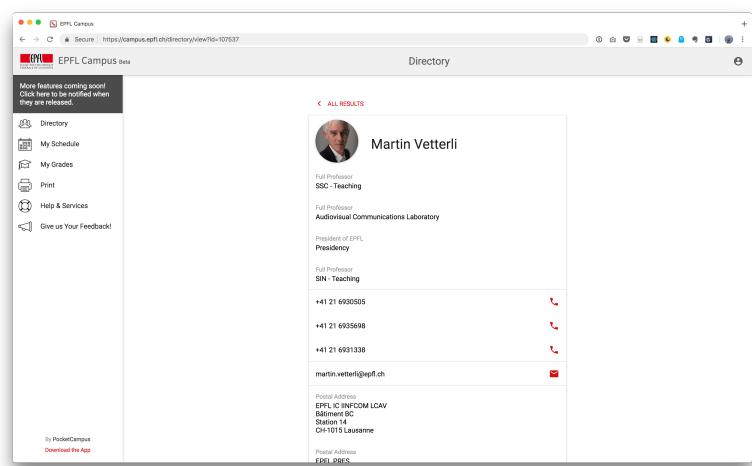 EPFL Campus
Secure | https://campus.epfl.ch/directory/view?id=107537
EPFL
EPFL Campus Beta
Directory
More features coming soon!
Click here to be notified when
they are released.
Directory
My Schedule
My Grades
Print
Help & Services
Give us Your Feedback!
By PocketCampus
Download the App
ALL RESULTS
Martin Vetterli
Full Professor
SSC - Teaching
Full Professor
Audiovisual Communications Laboratory
President of EPFL
Presidency
Full Professor
SIN - Teaching
+41 21 6930505
+41 21 6935698
+41 21 6931338
martin.vetterli@epfl.ch
Postal Address
EPFL IC IINFCOM LCAV
Bâtiment BC
Station 14
CH-1015 Lausanne
Postal Address
EPFL PRES